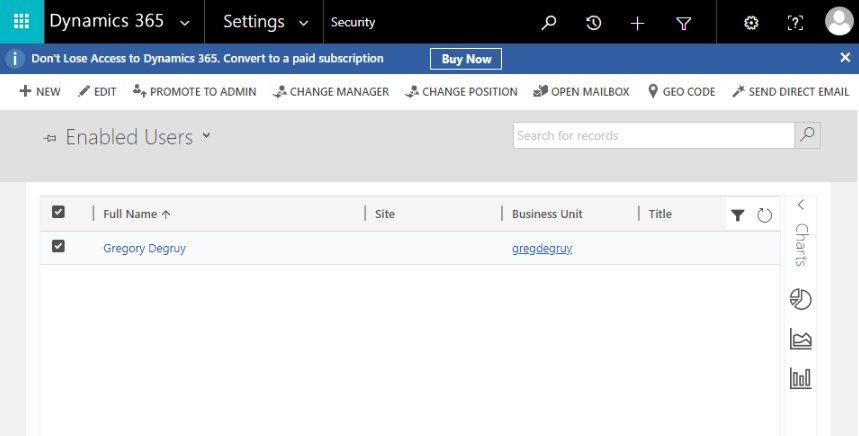 Dynamics 365 Settings Security
Don't Lose Access to Dynamics 365. Convert to a paid subscription Buy Now
NEW EDIT PROMOTE TO ADMIN CHANGE MANAGER CHANGE POSITION OPEN MAILBOX GEO CODE SEND DIRECT EMAIL
Enabled Users Search for records
Full Name ↑ Site Business Unit Title
Gregory Degruy gregdegruy
Charts